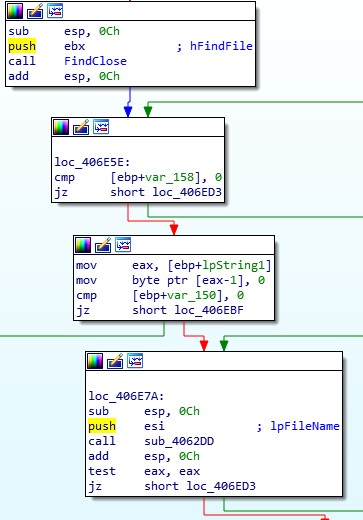 sub esp, 0Ch
push ebx ; hFindFile
call FindClose
add esp, 0Ch
loc_406E5E:
cmp [ebp+var_158], 0
jz short loc_406ED3
mov eax, [ebp+lpString1]
mov byte ptr [eax-1], 0
cmp [ebp+var_150], 0
jz short loc_406EBF
loc_406E7A:
sub esp, 0Ch
push esi ; lpFileName
call sub_4062DD
add esp, 0Ch
test eax, eax
jz short loc_406ED3